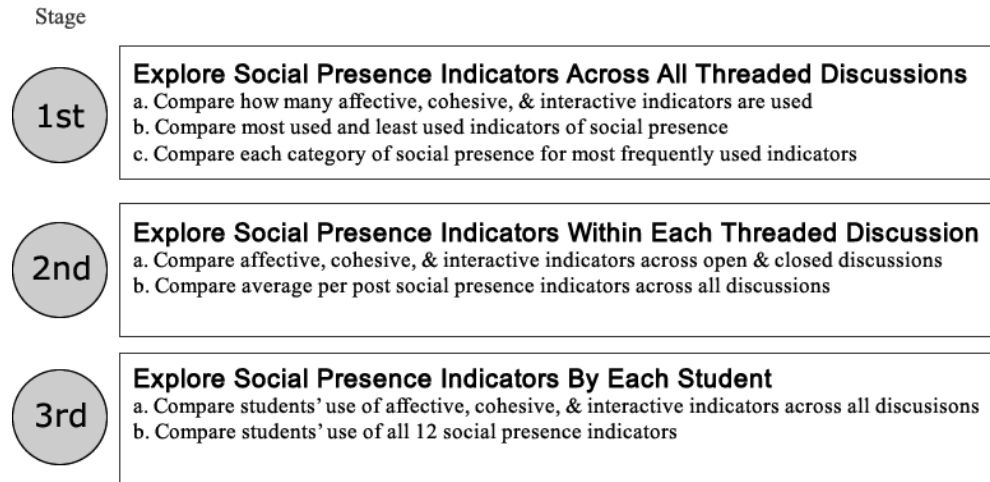 Stage
1st
Explore Social Presence Indicators Across All Threaded Discussions
a. Compare how many affective, cohesive, & interactive indicators are used
b. Compare most used and least used indicators of social presence
c. Compare each category of social presence for most frequently used indicators
2nd
Explore Social Presence Indicators Within Each Threaded Discussion
a. Compare affective, cohesive, & interactive indicators across open & closed discussions
b. Compare average per post social presence indicators across all discussions
3rd
Explore Social Presence Indicators By Each Student
a. Compare students’ use of affective, cohesive, & interactive indicators across all discusisons
b. Compare students’ use of all 12 social presence indicators